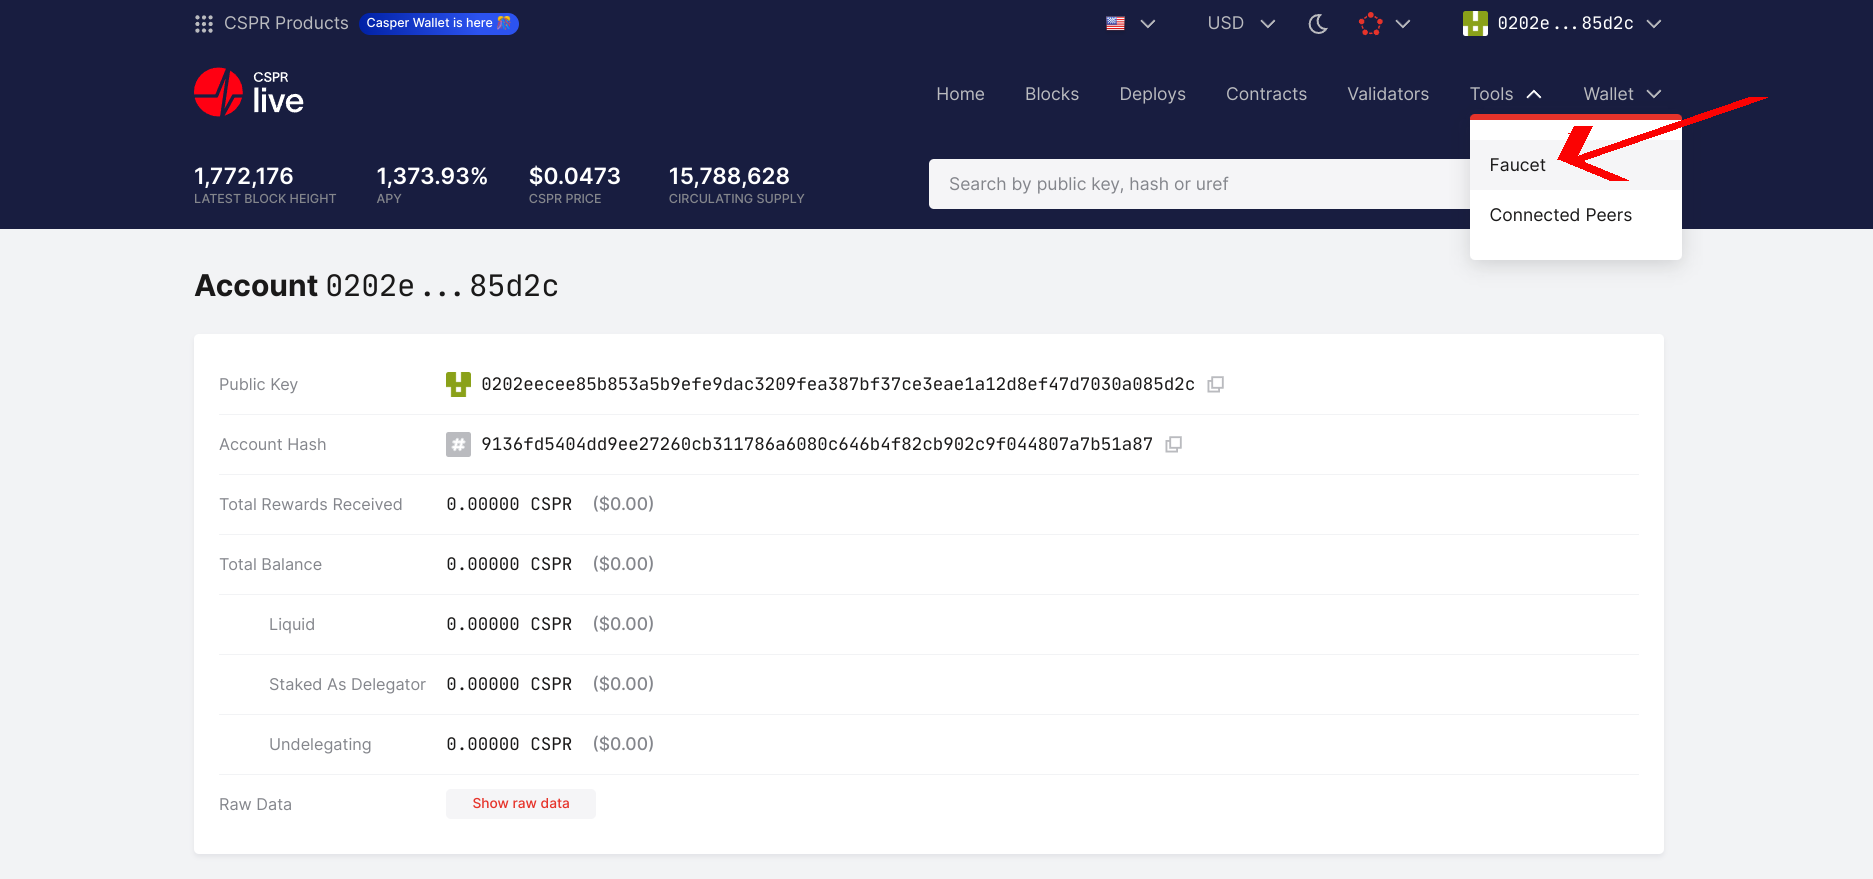 CSPR Products Casper Wallet is here USD 0202e...85d2c
CSPR
live
Home Blocks Deploys Contracts Validators Tools Wallet
1,772,176 1,373.93% $0.0473 15,788,628
LATEST BLOCK HEIGHT APY CSPR PRICE CIRCULATING SUPPLY
Search by public key, hash or uref
Faucet
Connected Peers
Account 0202e...85d2c
Public Key 0202eecee85b853a5b9efe9dac3209fea387bf37ce3eae1a12d8ef47d7030a085d2c
Account Hash # 9136fd5404dd9ee27260cb311786a6080c646b4f82cb902c9f044807a7b51a87
Total Rewards Received 0.00000 CSPR ($0.00)
Total Balance 0.00000 CSPR ($0.00)
Liquid 0.00000 CSPR ($0.00)
Staked As Delegator 0.00000 CSPR ($0.00)
Undelegating 0.00000 CSPR ($0.00)
Raw Data Show raw data